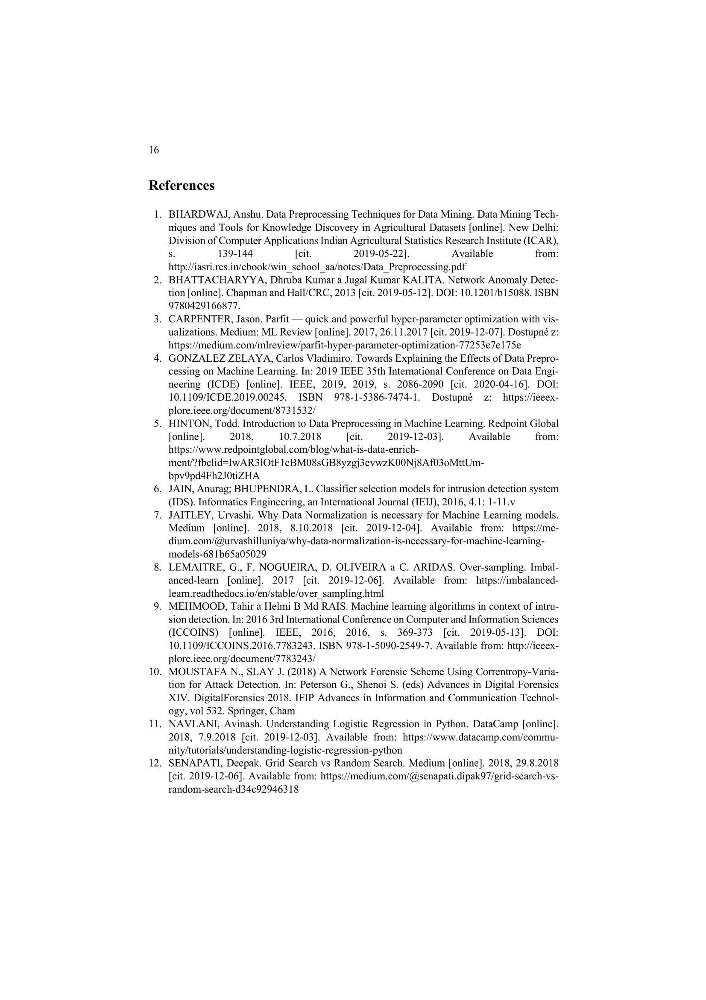 16
References
1. BHARDWAJ, Anshu. Data Preprocessing Techniques for Data Mining. Data Mining Tech-
niques and Tools for Knowledge Discovery in Agricultural Datasets [online]. New Delhi:
Division of Computer Applications Indian Agricultural Statistics Research Institute (ICAR),
s. 139-144 [cit. 2019-05-22]. Available from:
http://iasri.res.in/ebook/win_school_aa/notes/Data_Preprocessing.pdf
2. BHATTACHARYYA, Dhruba Kumar a Jugal Kumar KALITA. Network Anomaly Detec-
tion [online]. Chapman and Hall/CRC, 2013 [cit. 2019-05-12]. DOI: 10.1201/b15088. ISBN
9780429166877.
3. CARPENTER, Jason. Parfit — quick and powerful hyper-parameter optimization with vis-
ualizations. Medium: ML Review [online]. 2017, 26.11.2017 [cit. 2019-12-07]. Dostupné z:
https://medium.com/mlreview/parfit-hyper-parameter-optimization-77253e7e175e
4. GONZALEZ ZELAYA, Carlos Vladimiro. Towards Explaining the Effects of Data Prepro-
cessing on Machine Learning. In: 2019 IEEE 35th International Conference on Data Engi-
neering (ICDE) [online]. IEEE, 2019, 2019, s. 2086-2090 [cit. 2020-04-16]. DOI:
10.1109/ICDE.2019.00245. ISBN 978-1-5386-7474-1. Dostupné z: https://ieeex-
plore.ieee.org/document/8731532/
5. HINTON, Todd. Introduction to Data Preprocessing in Machine Learning. Redpoint Global
[online]. 2018, 10.7.2018 [cit. 2019-12-03]. Available from:
https://www.redpointglobal.com/blog/what-is-data-enrich-
ment/?fbclid=IwAR3lOtF1cBM08sGB8yzgj3evwzK00Nj8Af03oMttUm-
bpv9pd4Fh2J0tiZHA
6. JAIN, Anurag; BHUPENDRA, L. Classifier selection models for intrusion detection system
(IDS). Informatics Engineering, an International Journal (IEIJ), 2016, 4.1: 1-11.v
7. JAITLEY, Urvashi. Why Data Normalization is necessary for Machine Learning models.
Medium [online]. 2018, 8.10.2018 [cit. 2019-12-04]. Available from: https://me-
dium.com/@urvashilluniya/why-data-normalization-is-necessary-for-machine-learning-
models-681b65a05029
8. LEMAITRE, G., F. NOGUEIRA, D. OLIVEIRA a C. ARIDAS. Over-sampling. Imbal-
anced-learn [online]. 2017 [cit. 2019-12-06]. Available from: https://imbalanced-
learn.readthedocs.io/en/stable/over_sampling.html
9. MEHMOOD, Tahir a Helmi B Md RAIS. Machine learning algorithms in context of intru-
sion detection. In: 2016 3rd International Conference on Computer and Information Sciences
(ICCOINS) [online]. IEEE, 2016, 2016, s. 369-373 [cit. 2019-05-13]. DOI:
10.1109/ICCOINS.2016.7783243. ISBN 978-1-5090-2549-7. Available from: http://ieeex-
plore.ieee.org/document/7783243/
10. MOUSTAFA N., SLAY J. (2018) A Network Forensic Scheme Using Correntropy-Varia-
tion for Attack Detection. In: Peterson G., Shenoi S. (eds) Advances in Digital Forensics
XIV. DigitalForensics 2018. IFIP Advances in Information and Communication Technol-
ogy, vol 532. Springer, Cham
11. NAVLANI, Avinash. Understanding Logistic Regression in Python. DataCamp [online].
2018, 7.9.2018 [cit. 2019-12-03]. Available from: https://www.datacamp.com/commu-
nity/tutorials/understanding-logistic-regression-python
12. SENAPATI, Deepak. Grid Search vs Random Search. Medium [online]. 2018, 29.8.2018
[cit. 2019-12-06]. Available from: https://medium.com/@senapati.dipak97/grid-search-vs-
random-search-d34c92946318